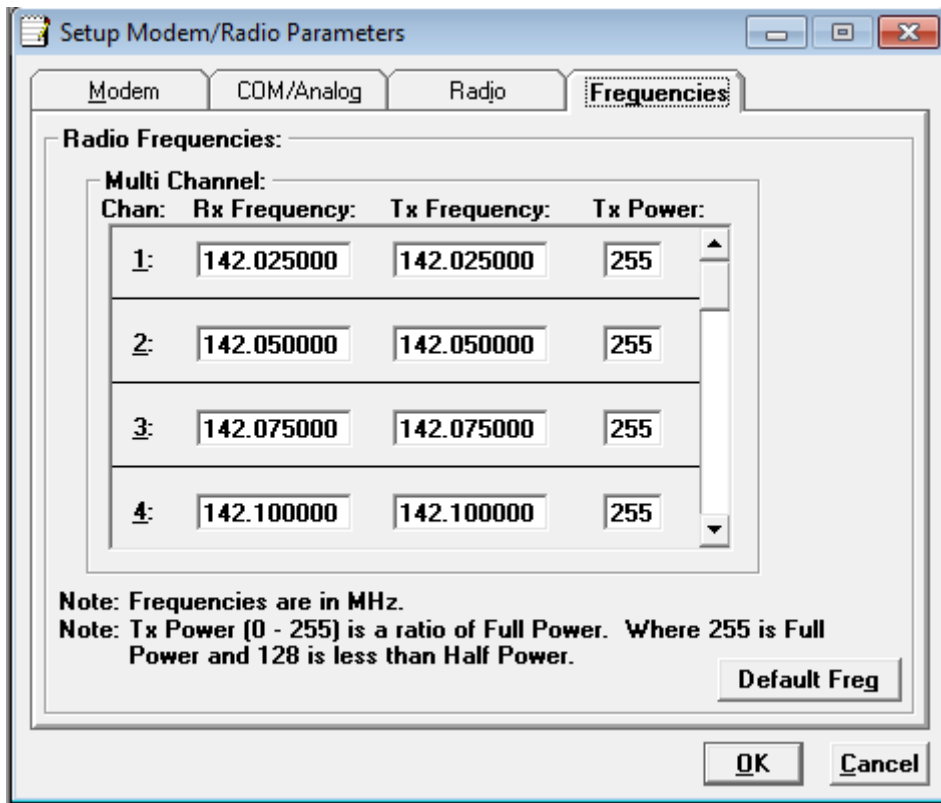 Setup Modem/Radio Parameters
Modem COM/Analog Radio Frequencies
Radio Frequencies:
Multi Channel:
Chan: Rx Frequency: Tx Frequency: Tx Power:
1: 142.025000 142.025000 255
2: 142.050000 142.050000 255
3: 142.075000 142.075000 255
4: 142.100000 142.100000 255
Note: Frequencies are in MHz.
Note: Tx Power (0 - 255) is a ratio of Full Power. Where 255 is Full
Power and 128 is less than Half Power.
Default Freq
OK Cancel